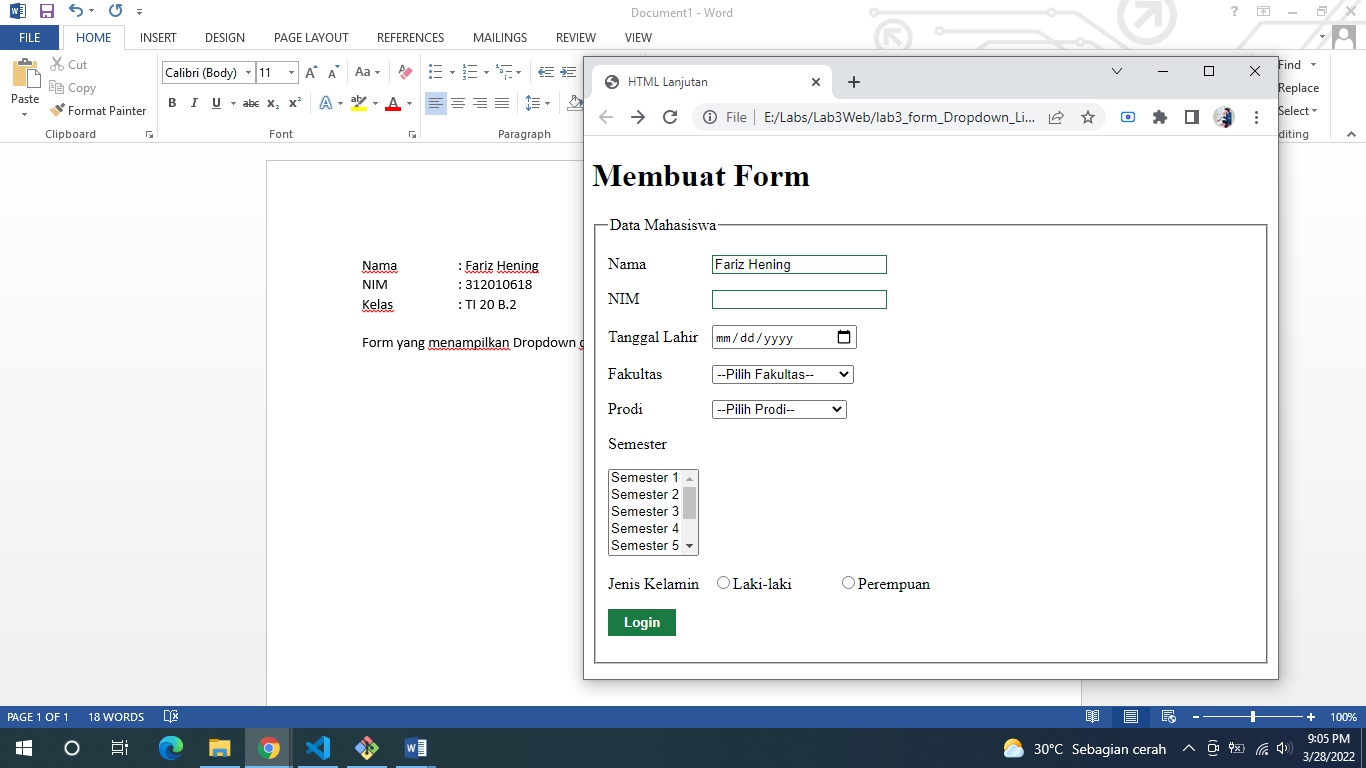 Document1 - Word
FILE HOME INSERT DESIGN PAGE LAYOUT REFERENCES MAILINGS REVIEW VIEW
Paste
Cut
Copy
Format Painter
Clipboard
Calibri (Body) 11
Aa
B I U abc x₂ x²
A A
Font
Paragraph
Find
Replace
Select
diting
HTML Lanjutan
File E:/Labs/Lab3Web/lab3_form_Dropdown_Li...
Membuat Form
Data Mahasiswa
Nama Fariz Hening
NIM
Tanggal Lahir mm/dd/yyyy
Fakultas --Pilih Fakultas--
Prodi --Pilih Prodi--
Semester
Semester 1
Semester 2
Semester 3
Semester 4
Semester 5
Jenis Kelamin Laki-laki Perempuan
Login
Nama : Fariz Hening
NIM : 312010618
Kelas : TI 20 B.2
Form yang menampilkan Dropdown
PAGE 1 OF 1 18 WORDS
100%
30°C Sebagian cerah
9:05 PM
3/28/2022